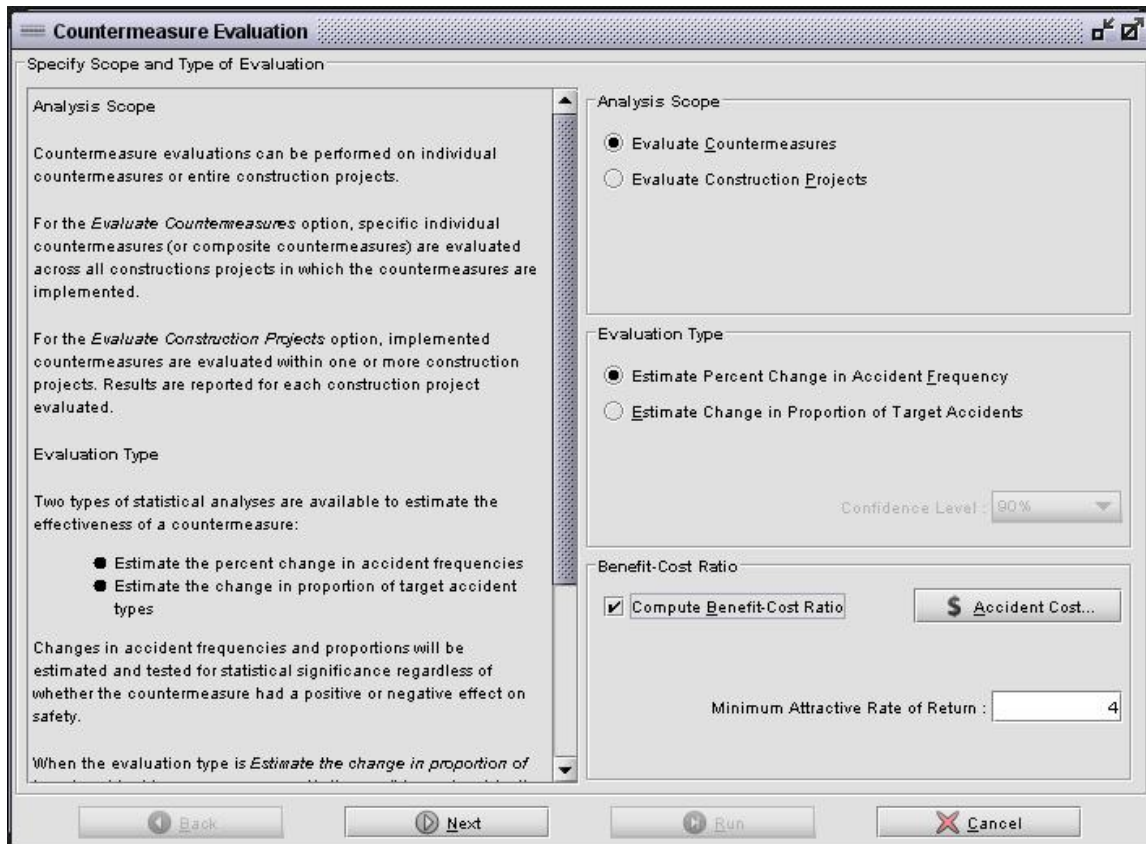 Countermeasure Evaluation
Specify Scope and Type of Evaluation
Analysis Scope
Countermeasure evaluations can be performed on individual
countermeasures or entire construction projects.
For the Evaluate Countermeasures option, specific individual
countermeasures (or composite countermeasures) are evaluated
across all constructions projects in which the countermeasures are
implemented.
For the Evaluate Construction Projects option, implemented
countermeasures are evaluated within one or more construction
projects. Results are reported for each construction project
evaluated.
Evaluation Type
Two types of statistical analyses are available to estimate the
effectiveness of a countermeasure:
Estimate the percent change in accident frequencies
Estimate the change in proportion of target accident
types
Changes in accident frequencies and proportions will be
estimated and tested for statistical significance regardless of
whether the countermeasure had a positive or negative effect on
safety.
When the evaluation type is Estimate the change in proportion of
Analysis Scope
Evaluate Countermeasures
Evaluate Construction Projects
Evaluation Type
Estimate Percent Change in Accident Frequency
Estimate Change in Proportion of Target Accidents
Confidence Level : 90%
Benefit-Cost Ratio
Compute Benefit-Cost Ratio
$ Accident Cost...
Minimum Attractive Rate of Return : 4
Back
Next
Run
Cancel